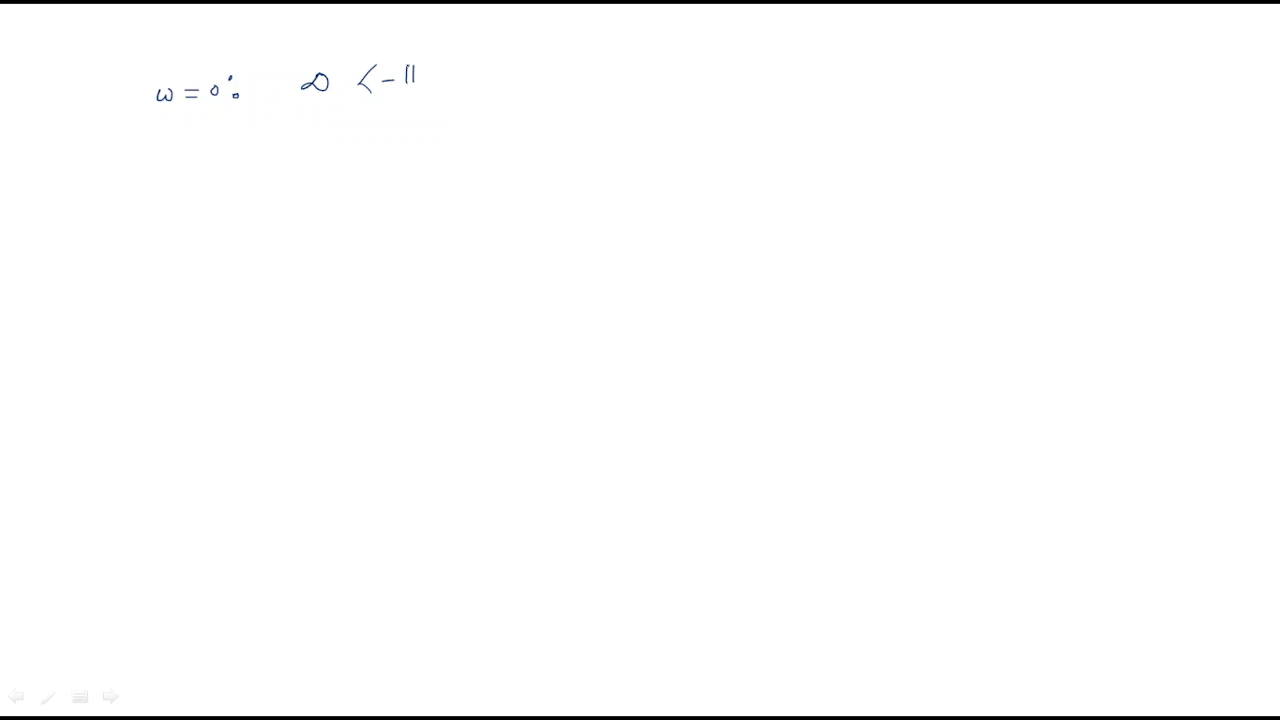 ω = 0: ∞ ∠ - 11